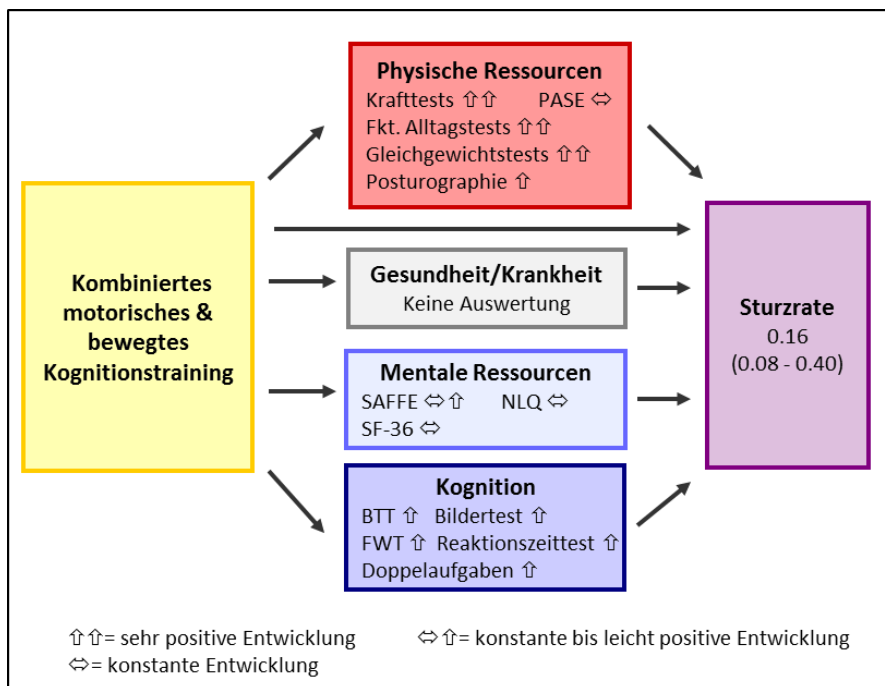 Physische Ressourcen
Krafttests ⇧⇧ PASE ⬄
Fkt. Alltagstests ⇧⇧
Gleichgewichtstests ⇧⇧
Posturographie ⇧
Kombiniertes
motorisches &
bewegtes
Kognitionstraining
Gesundheit/Krankheit
Keine Auswertung
Mentale Ressourcen
SAFFE ⬄⇧ NLQ ⬄
SF-36 ⬄
Kognition
BTT ⇧ Bildertest ⇧
FWT ⇧ Reaktionszeittest ⇧
Doppelaufgaben ⇧
Sturzrate
0.16
(0.08 - 0.40)
⇧⇧= sehr positive Entwicklung ⬄⇧= konstante bis leicht positive Entwicklung
⬄= konstante Entwicklung